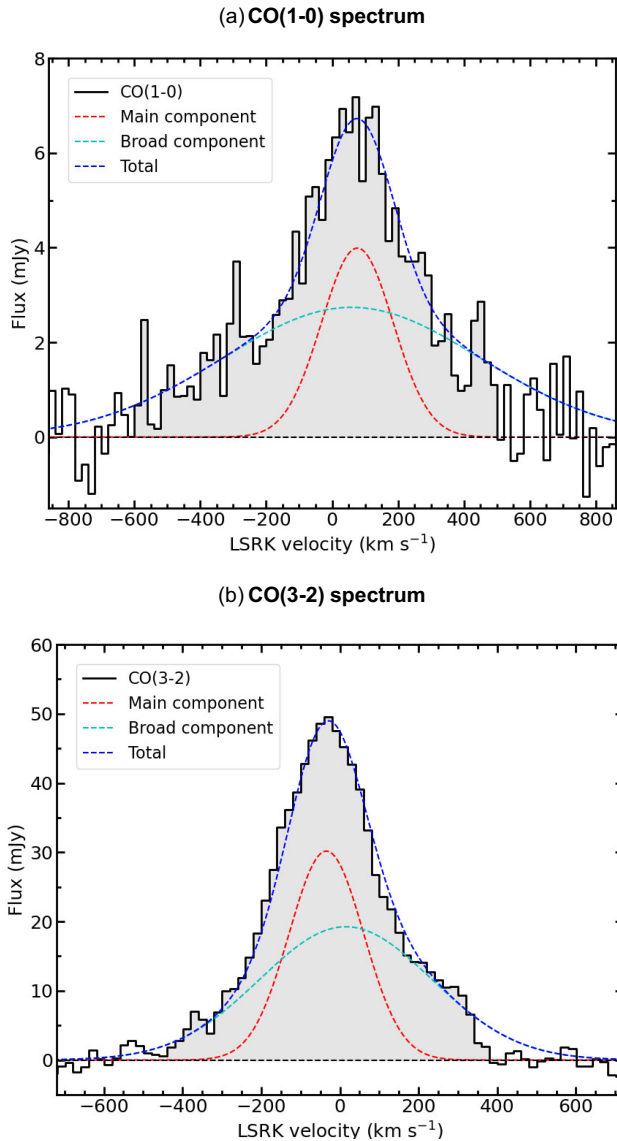 (a) CO(1-0) spectrum
8
6
4
2
0
Flux (mJy)
CO(1-0)
Main component
Broad component
Total
−800 −600 −400 −200 0 200 400 600 800
LSRK velocity (km s⁻¹)
(b) CO(3-2) spectrum
60
50
40
30
20
10
0
Flux (mJy)
CO(3-2)
Main component
Broad component
Total
−600 −400 −200 0 200 400 600
LSRK velocity (km s⁻¹)